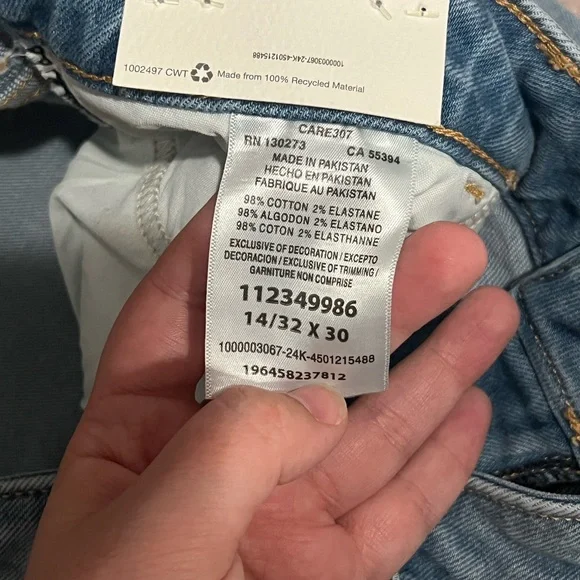 1000003067-24K-4501215488
1002497 CWT Made from 100% Recycled Material
CARE307
RN 130273 CA 55394
MADE IN PAKISTAN
HECHO EN PAKISTAN
FABRIQUE AU PAKISTAN
98% COTTON 2% ELASTANE
98% ALGODON 2% ELASTANO
98% COTON 2% ELASTHANNE
EXCLUSIVE OF DECORATION/EXCEPTO
DECORACION/EXCLUSION OF TRIMMING/
GARNITURE NON COMPRISE
112349986
14/32 X 30
1000003067-24K-4501215488
196458237812